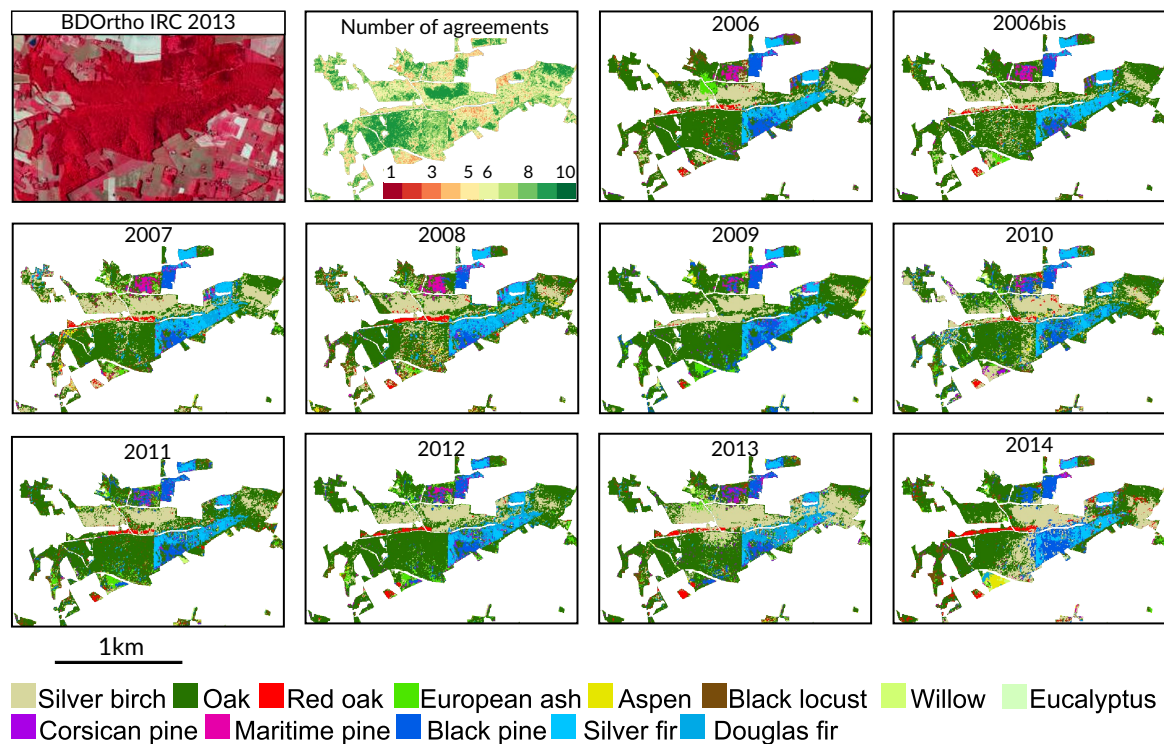 BDOrtho IRC 2013
Number of agreements
2006
2006bis
1 3 5 6 8 10
2007
2008
2009
2010
2011
2012
2013
2014
1km
Silver birch Oak Red oak European ash Aspen Black locust Willow Eucalyptus
Corsican pine Maritime pine Black pine Silver fir Douglas fir